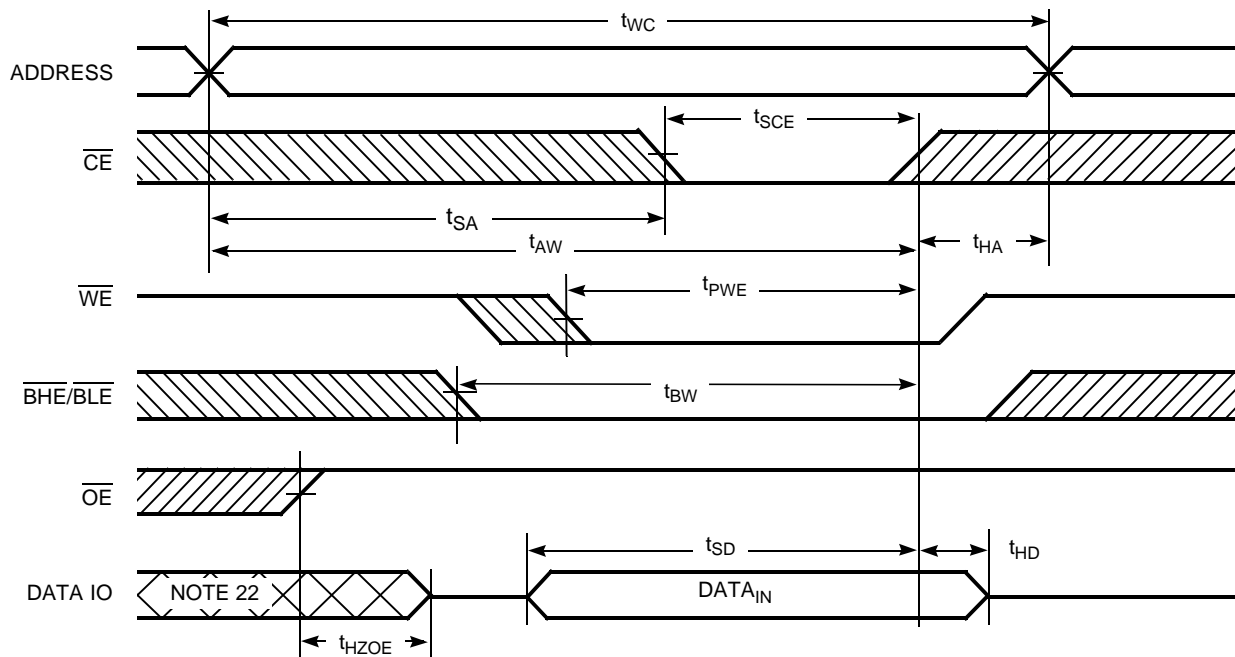 tWC
ADDRESS
tSCE
CE
tSA
tAW
tHA
WE
tPWE
BHE/BLE
tBW
OE
tSD
tHD
DATA IO
NOTE 22
DATAIN
tHZOE